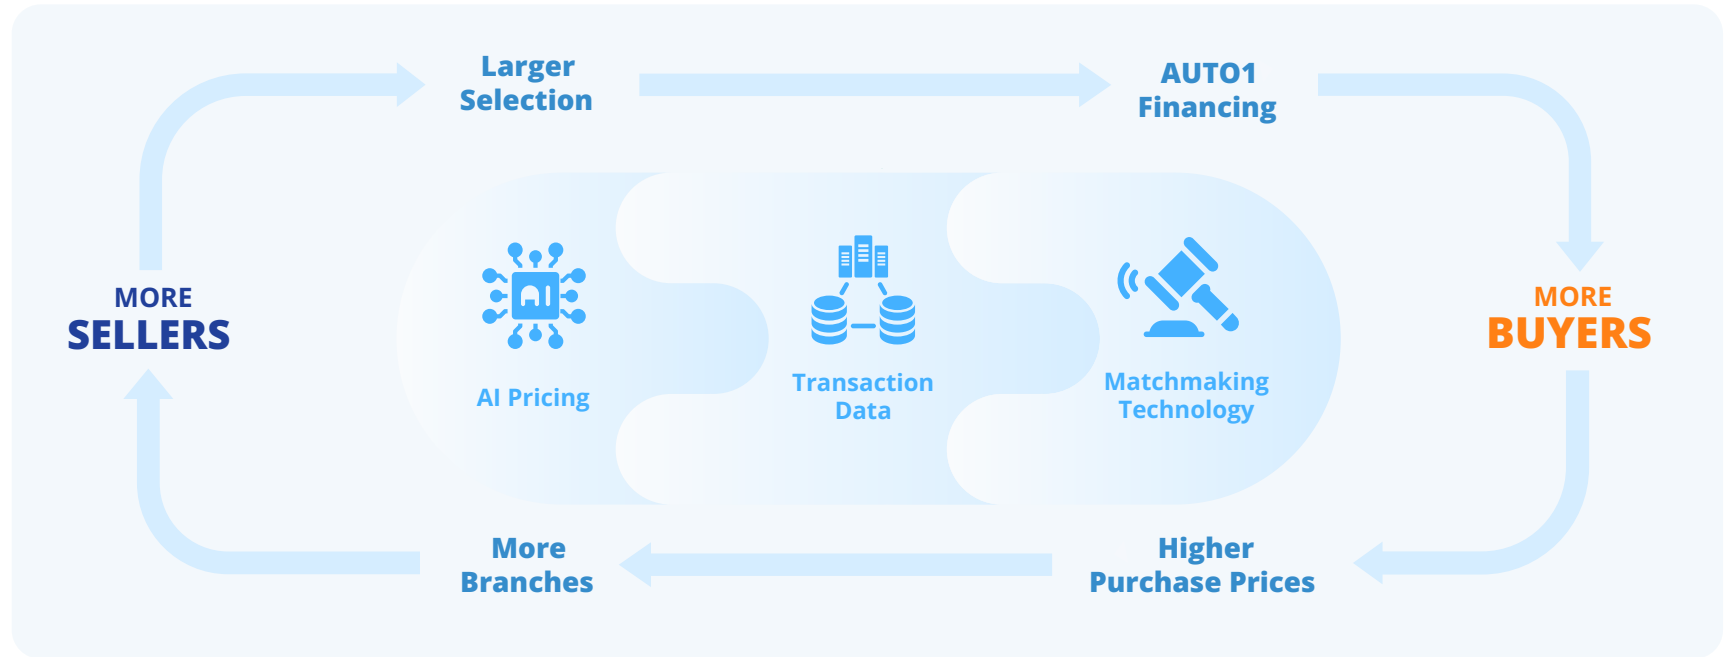 Larger
Selection
AUTO1
Financing
MORE
SELLERS
AI
AI Pricing
Transaction
Data
Matchmaking
Technology
MORE
BUYERS
More
Branches
Higher
Purchase Prices